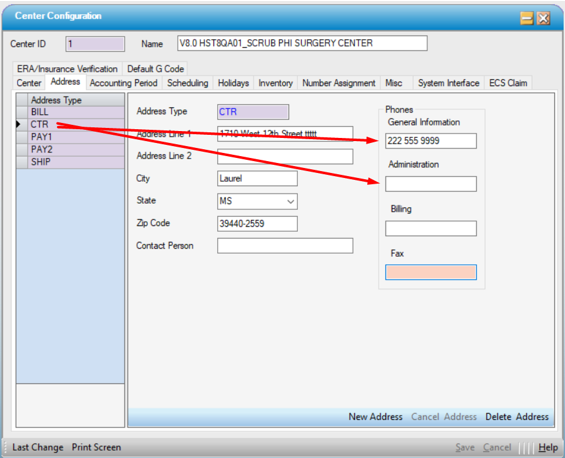 Center Configuration
Center ID 1 Name V8.0 HST8QA01_SCRUB PHI SURGERY CENTER
ERA/Insurance Verification Default G Code
Center Address Accounting Period Scheduling Holidays Inventory Number Assignment Misc System Interface ECS Claim
Address Type
BILL
CTR
PAY1
PAY2
SHIP
Address Type CTR
Address Line 1 1710 West 12th Street tttttt
Address Line 2
City Laurel
State MS
Zip Code 39440-2559
Contact Person
Phones
General Information
222 555 9999
Administration
Billing
Fax
New Address Cancel Address Delete Address
Last Change Print Screen Save Cancel Help